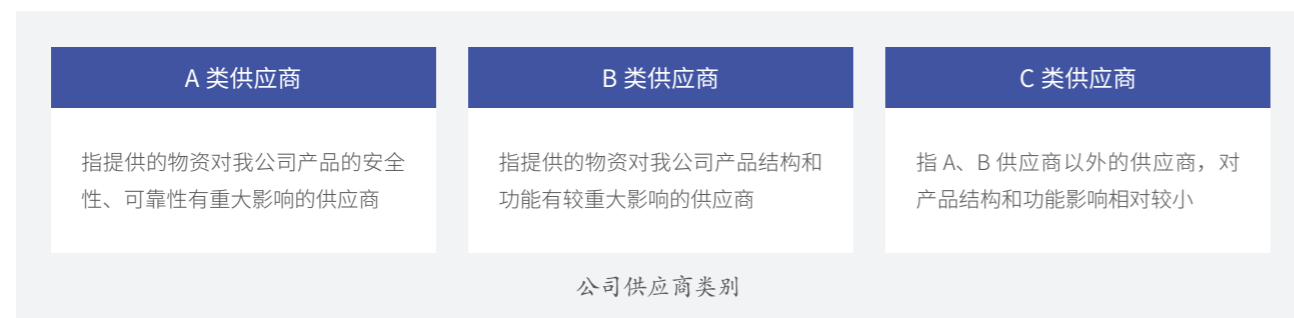 A 类供应商
指提供的物资对我公司产品的安全
性、可靠性有重大影响的供应商
B 类供应商
指提供的物资对我公司产品结构和
功能有较重大影响的供应商
C 类供应商
指 A、B 供应商以外的供应商，对
产品结构和功能影响相对较小
公司供应商类别